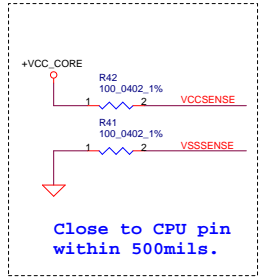 +VCC_CORE
R42
100_0402_1%
1 2 VCCSENSE
R41
100_0402_1%
1 2 VSSSENSE
Close to CPU pin
within 500mils.